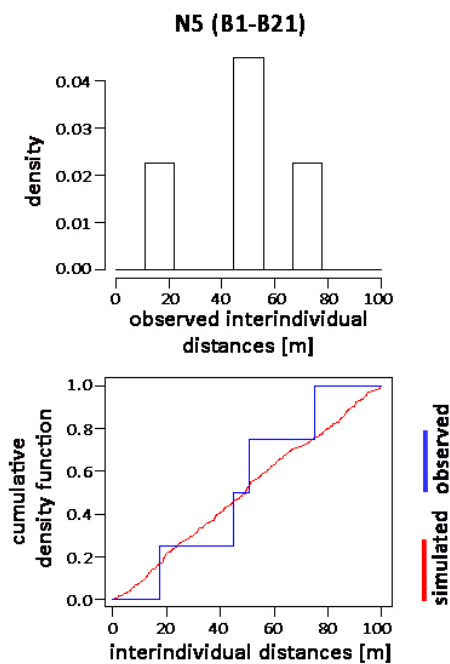 N5 (B1-B21)
density
0.04
0.03
0.02
0.01
0.00
0 20 40 60 80 100
observed interindividual
distances [m]
cumulative
density function
1.0
0.8
0.6
0.4
0.2
0.0
0 20 40 60 80 100
interindividual distances [m]
observed
simulated